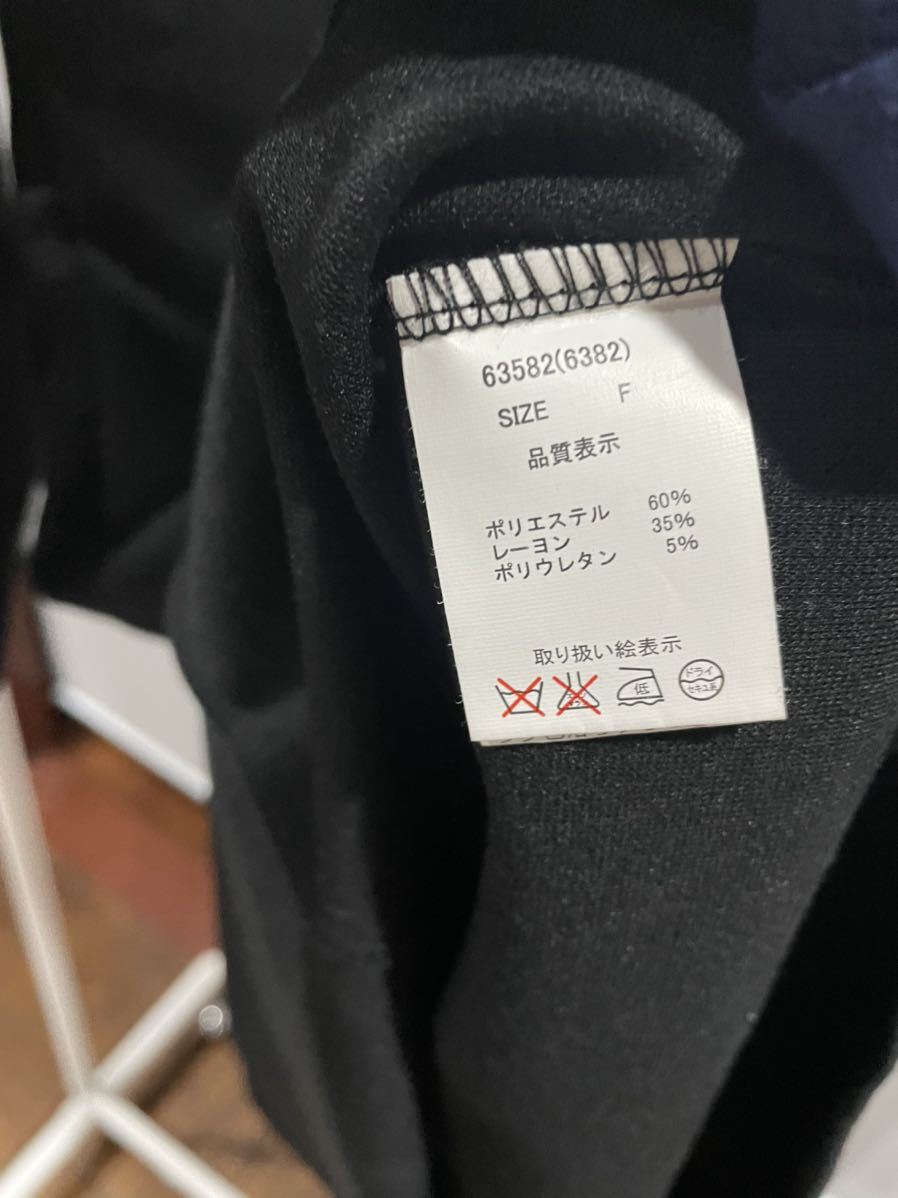 63582(6382)
SIZE F
品質表示
ポリエステル 60%
レーヨン 35%
ポリウレタン 5%
取り扱い絵表示
低 ドライ
セキユ系